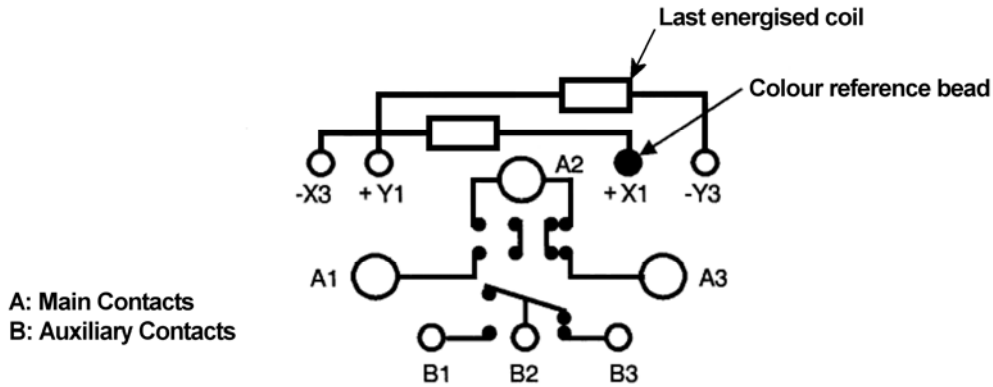 Last energised coil
Colour reference bead
-X3
+ Y1
A2
+ X1
-Y3
A1
A3
A: Main Contacts
B: Auxiliary Contacts
B1
B2
B3